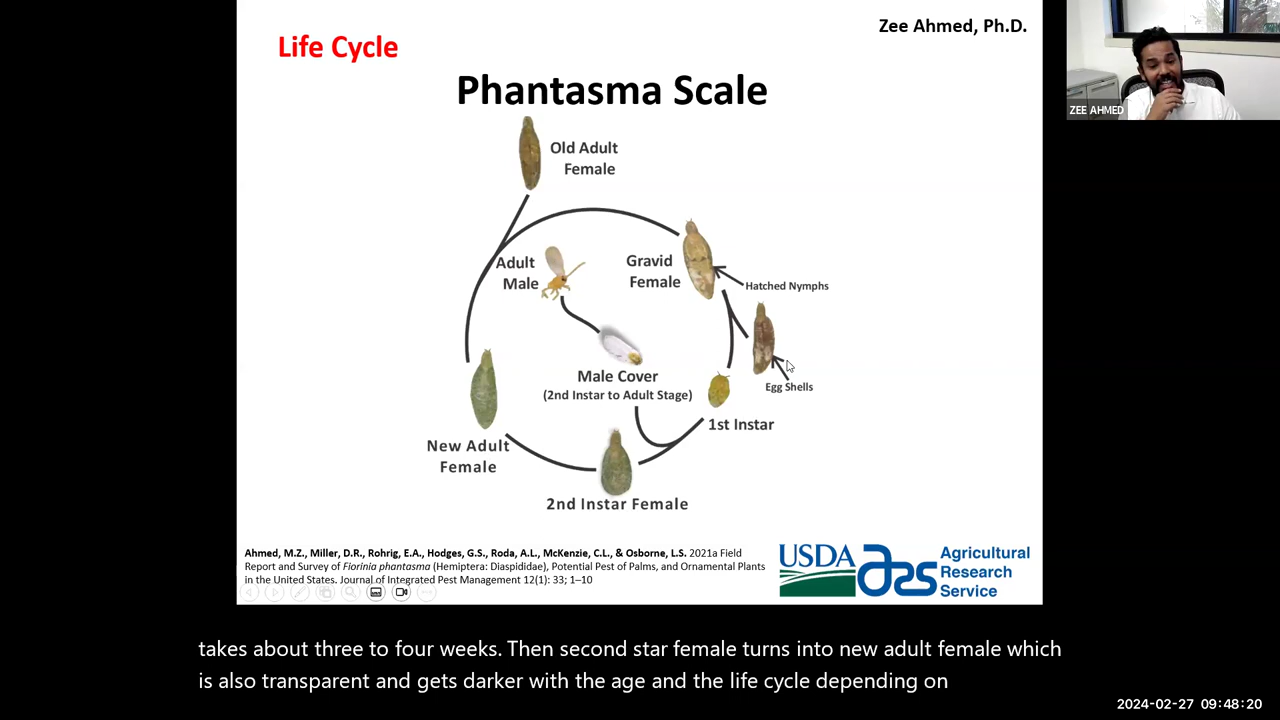 Zee Ahmed, Ph.D.
Life Cycle
Phantasma Scale
ZEE AHMED
Old Adult
Female
Adult
Male
Gravid
Female
Hatched Nymphs
Male Cover
(2nd Instar to Adult Stage)
Egg Shells
1st Instar
New Adult
Female
2nd Instar Female
Ahmed, M.Z., Miller, D.R., Rohrig, E.A., Hodges, G.S., Roda, A.L., McKenzie, C.L., & Osborne, L.S. 2021a Field
Report and Survey of Fiorinia phantasma (Hemiptera: Diaspididae), Potential Pest of Palms, and Ornamental Plants
in the United States. Journal of Integrated Pest Management 12(1): 33; 1–10
USDA
ars
Agricultural
Research
Service
takes about three to four weeks. Then second star female turns into new adult female which
is also transparent and gets darker with the age and the life cycle depending on
2024-02-27 09:48:20